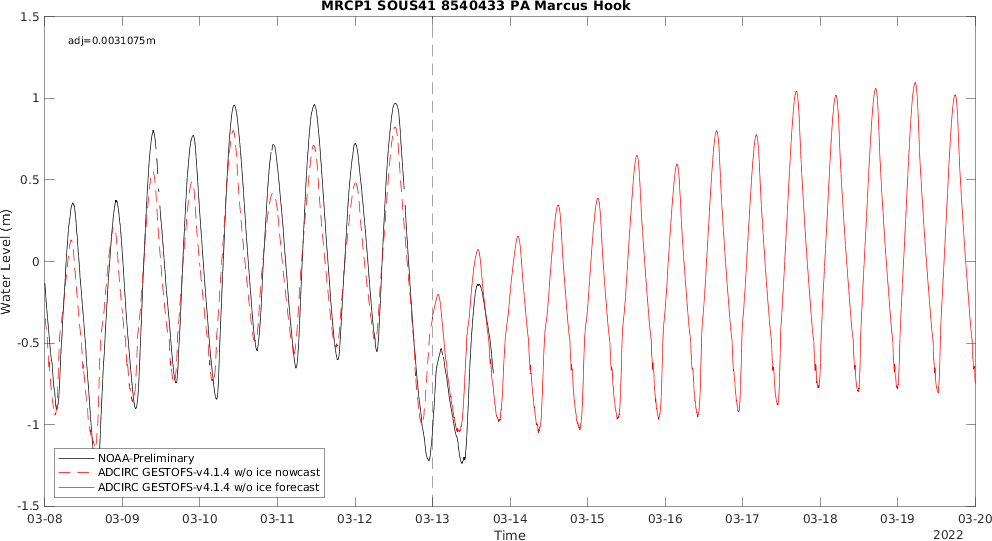 MRCP1 SOUS41 8540433 PA Marcus Hook
adj=0.0031075m
Water Level (m)
1.5
1
0.5
0
-0.5
-1
-1.5
NOAA-Preliminary
ADCIRC GESTOFS-v4.1.4 w/o ice nowcast
ADCIRC GESTOFS-v4.1.4 w/o ice forecast
03-08 03-09 03-10 03-11 03-12 03-13 03-14 03-15 03-16 03-17 03-18 03-19 03-20
Time
2022